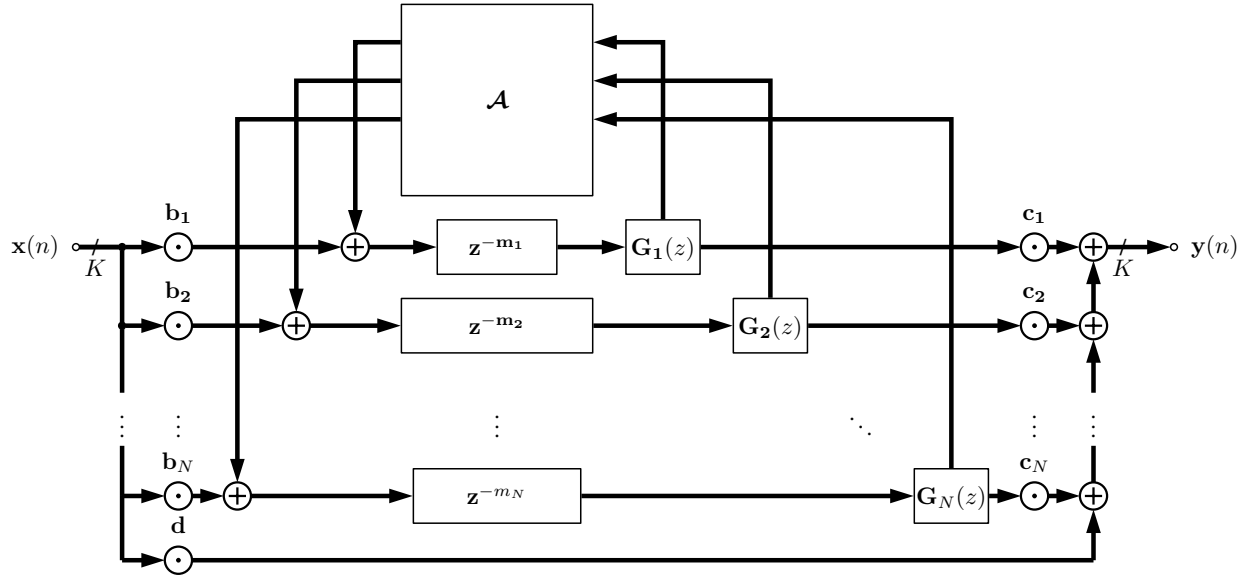 𝓐
b₁
c₁
x(n)
K
z^{-m₁}
G₁(z)
K
y(n)
b₂
c₂
z^{-m₂}
G₂(z)
⋮ ⋮ ⋮ ⋱ ⋮ ⋮
b_N
c_N
z^{-m_N}
G_N(z)
d